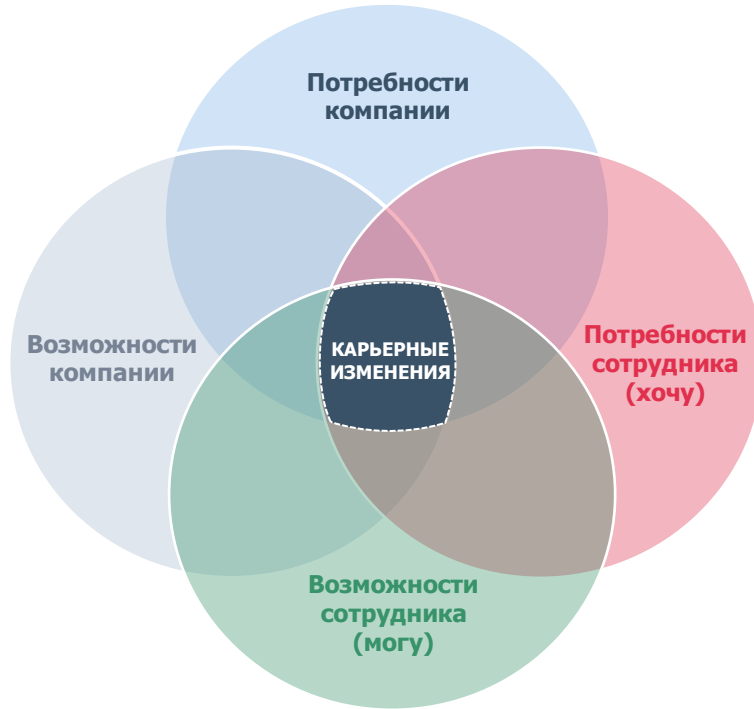 Потребности
компании
Возможности
компании
КАРЬЕРНЫЕ
ИЗМЕНЕНИЯ
Потребности
сотрудника
(хочу)
Возможности
сотрудника
(могу)